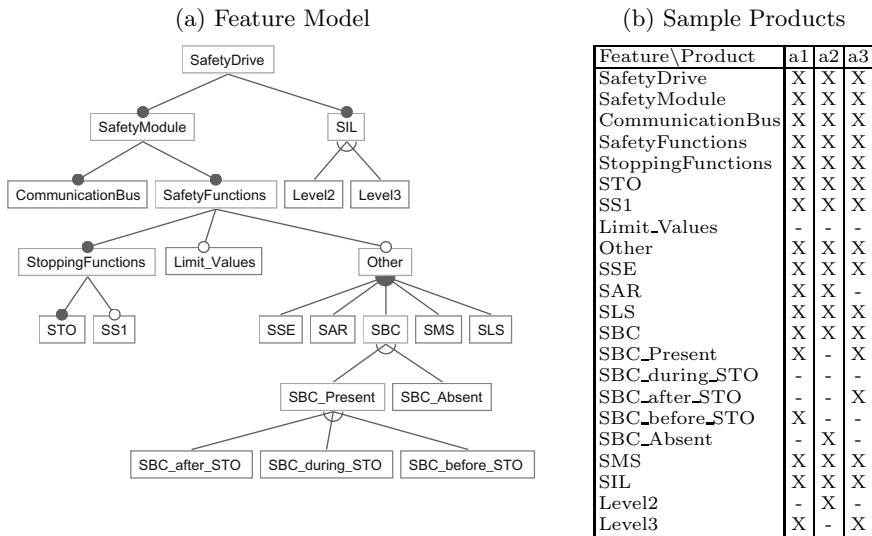 (a) Feature Model
SafetyDrive
SafetyModule
SIL
CommunicationBus
SafetyFunctions
Level2
Level3
StoppingFunctions
Limit_Values
Other
STO
SS1
SSE
SAR
SBC
SMS
SLS
SBC_Present
SBC_Absent
SBC_after_STO
SBC_during_STO
SBC_before_STO
(b) Sample Products
Feature\Product a1 a2 a3
SafetyDrive X X X
SafetyModule X X X
CommunicationBus X X X
SafetyFunctions X X X
StoppingFunctions X X X
STO X X X
SS1 X X X
Limit_Values - - -
Other X X X
SSE X X X
SAR X X -
SLS X X X
SBC X X X
SBC_Present X - X
SBC_during_STO - - -
SBC_after_STO - - X
SBC_before_STO X - -
SBC_Absent - X -
SMS X X X
SIL X X X
Level2 - X -
Level3 X - X